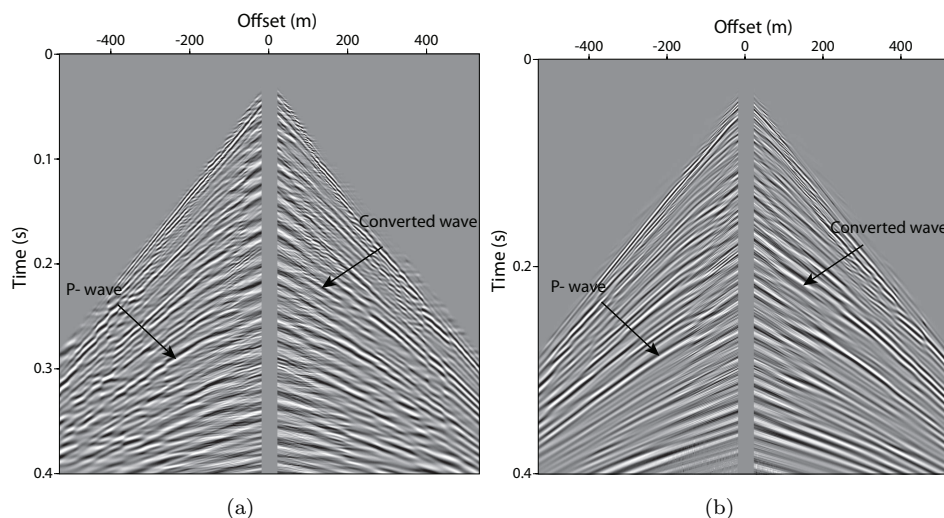 Offset (m)
-400 -200 0 200 400
0
0.1
0.2
0.3
0.4
Time (s)
Converted wave
P- wave
(a)
Offset (m)
-400 -200 0 200 400
0
0.2
0.4
Time (s)
Converted wave
P- wave
(b)